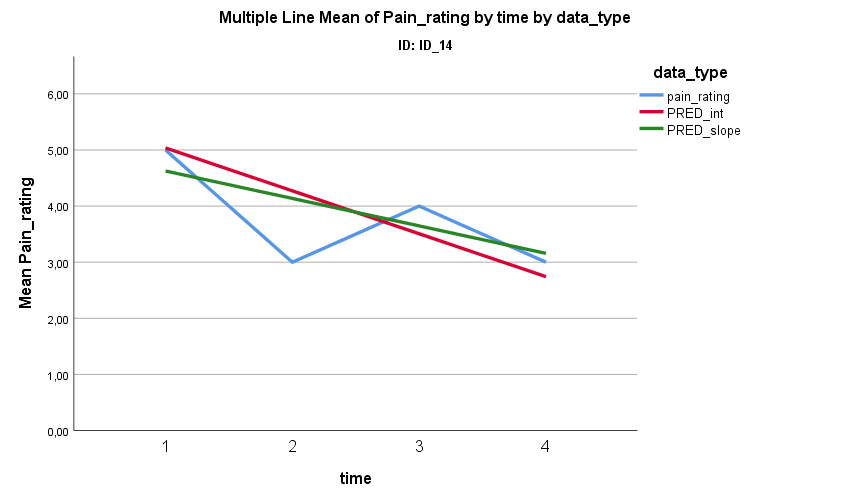 Multiple Line Mean of Pain_rating by time by data_type
ID: ID_14
data_type
pain_rating
PRED_int
PRED_slope
Mean Pain_rating
6,00
5,00
4,00
3,00
2,00
1,00
0,00
1 2 3 4
time